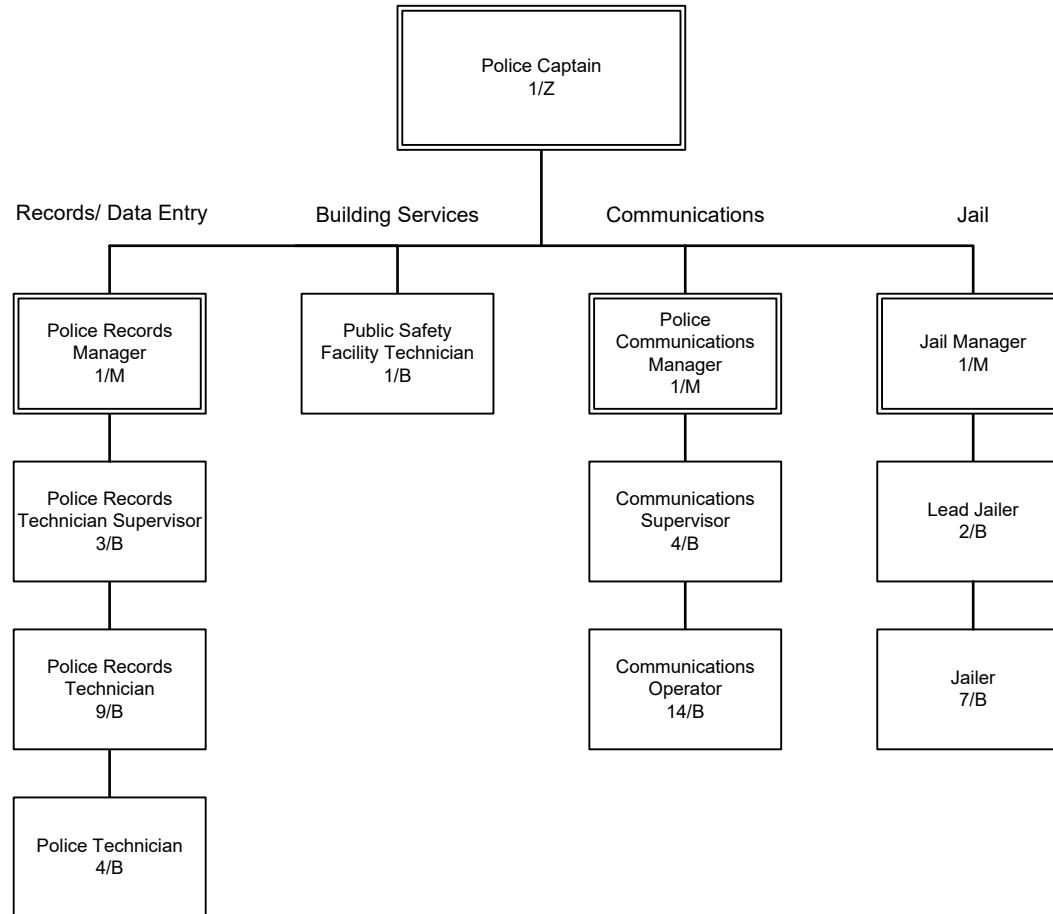 Police Captain
1/Z
Records/ Data Entry
Building Services
Communications
Jail
Police Records
Manager
1/M
Public Safety
Facility Technician
1/B
Police
Communications
Manager
1/M
Jail Manager
1/M
Police Records
Technician Supervisor
3/B
Communications
Supervisor
4/B
Lead Jailer
2/B
Police Records
Technician
9/B
Communications
Operator
14/B
Jailer
7/B
Police Technician
4/B